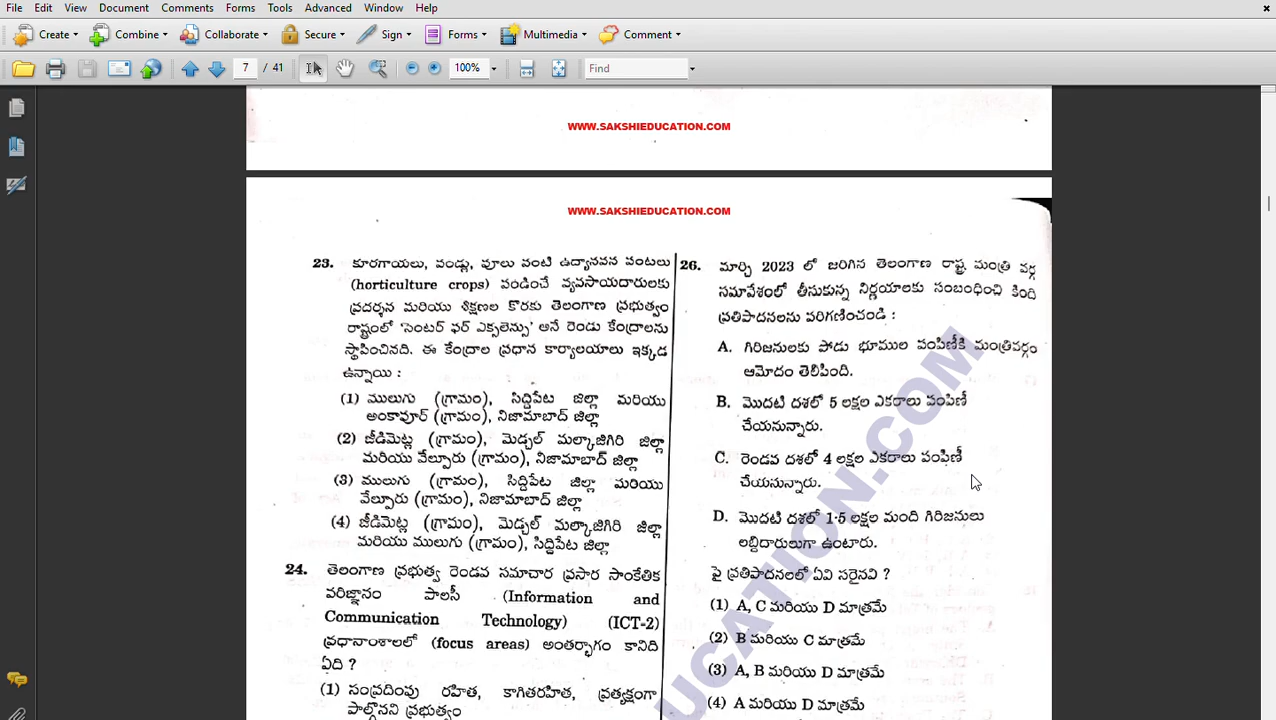 File Edit View Document Comments Forms Tools Advanced Window Help
Create Combine Collaborate Secure Sign Forms Multimedia Comment
7 / 41 100% Find
WWW.SAKSHIEDUCATION.COM
WWW.SAKSHIEDUCATION.COM
23. కూరగాయలు, పండ్లు, పూలు వంటి ఉద్యానవన పంటలు
(horticulture crops) పండించే వ్యవసాయదారులకు
ప్రదర్శన మరియు శిక్షణల కొరకు తెలంగాణ ప్రభుత్వం
రాష్ట్రంలో 'సెంటర్ ఫర్ ఎక్సలెన్సు' అనే రెండు కేంద్రాలను
స్థాపించినది. ఈ కేంద్రాల ప్రధాన కార్యాలయాలు ఇక్కడ
ఉన్నాయి :
(1) ములుగు (గ్రామం), సిద్దిపేట జిల్లా మరియు
అంకాపూర్ (గ్రామం), నిజామాబాద్ జిల్లా
(2) జీడిమెట్ల (గ్రామం), మెడ్చల్ మల్కాజిగిరి జిల్లా
మరియు వేల్పూరు (గ్రామం), నిజామాబాద్ జిల్లా
(3) ములుగు (గ్రామం), సిద్దిపేట జిల్లా మరియు
వేల్పూరు (గ్రామం), నిజామాబాద్ జిల్లా
(4) జీడిమెట్ల (గ్రామం), మెడ్చల్ మల్కాజిగిరి జిల్లా
మరియు ములుగు (గ్రామం), సిద్దిపేట జిల్లా
24. తెలంగాణ ప్రభుత్వ రెండవ సమాచార ప్రసార సాంకేతిక
పరిజ్ఞానం పాలసీ (Information and
Communication Technology) (ICT-2)
ప్రధానాంశాలలో (focus areas) అంతర్భాగం కానిది
ఏది ?
(1) సంప్రదింపు రహిత, కాగితరహిత, ప్రత్యక్షంగా
పాల్గొనని ప్రభుత్వం
26. మార్చి 2023 లో జరిగిన తెలంగాణ రాష్ట్ర మంత్రి వర్గ
సమావేశంలో తీసుకున్న నిర్ణయాలకు సంబంధించి కింది
ప్రతిపాదనలను పరిగణించండి :
A. గిరిజనులకు పోడు భూముల పంపిణీకి మంత్రివర్గం
ఆమోదం తెలిపింది.
B. మొదటి దశలో 5 లక్షల ఎకరాలు పంపిణీ
చేయనున్నారు.
C. రెండవ దశలో 4 లక్షల ఎకరాలు పంపిణీ
చేయనున్నారు.
D. మొదటి దశలో 1·5 లక్షల మంది గిరిజనులు
లబ్ధిదారులుగా ఉంటారు.
పై ప్రతిపాదనలలో ఏవి సరైనవి ?
(1) A, C మరియు D మాత్రమే
(2) B మరియు C మాత్రమే
(3) A, B మరియు D మాత్రమే
(4) A మరియు D మాత్రమే
UCATION.COM